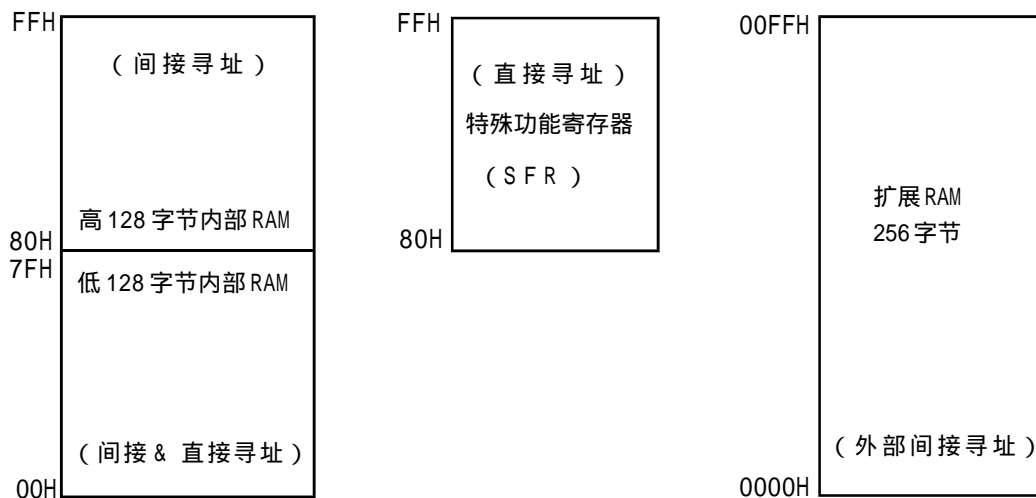 FFH
(间接寻址)
高128字节内部RAM
80H
7FH
低128字节内部RAM
(间接& 直接寻址)
00H
FFH
(直接寻址)
特殊功能寄存器
(SFR)
80H
00FFH
扩展RAM
256字节
(外部间接寻址)
0000H